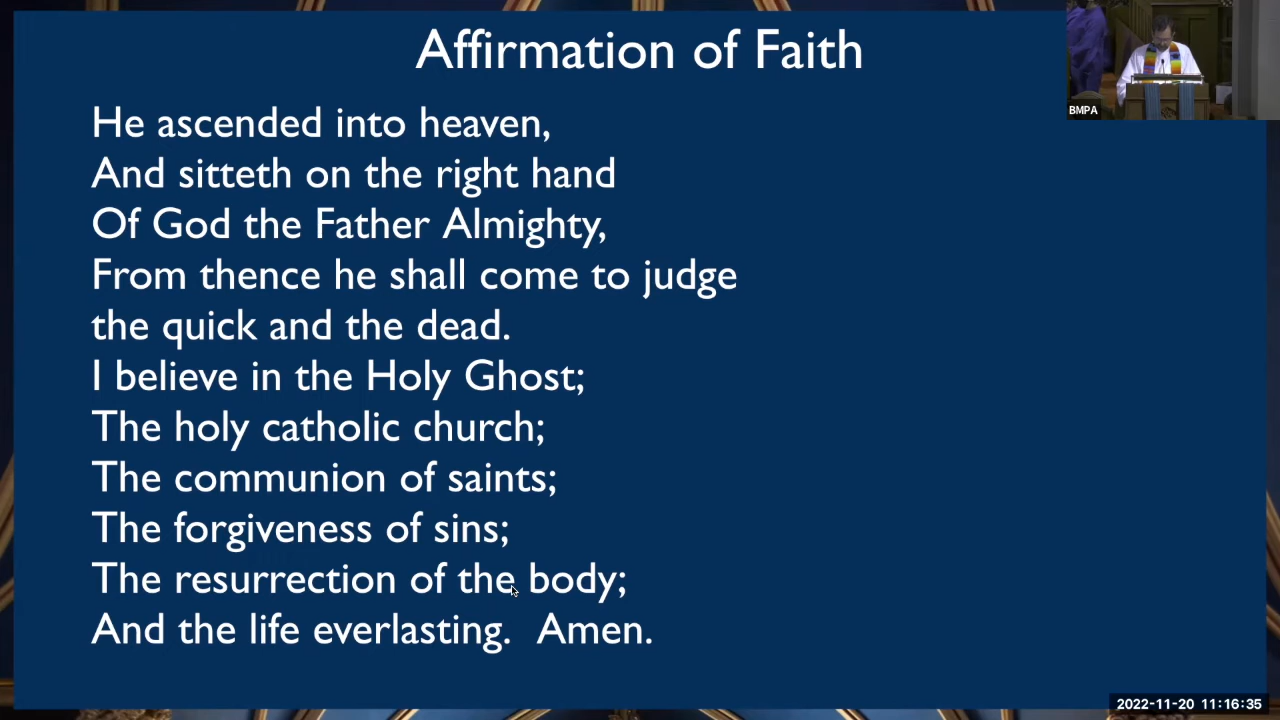 Affirmation of Faith
BMPA
He ascended into heaven,
And sitteth on the right hand
Of God the Father Almighty,
From thence he shall come to judge
the quick and the dead.
I believe in the Holy Ghost;
The holy catholic church;
The communion of saints;
The forgiveness of sins;
The resurrection of the body;
And the life everlasting.  Amen.
2022-11-20 11:16:35